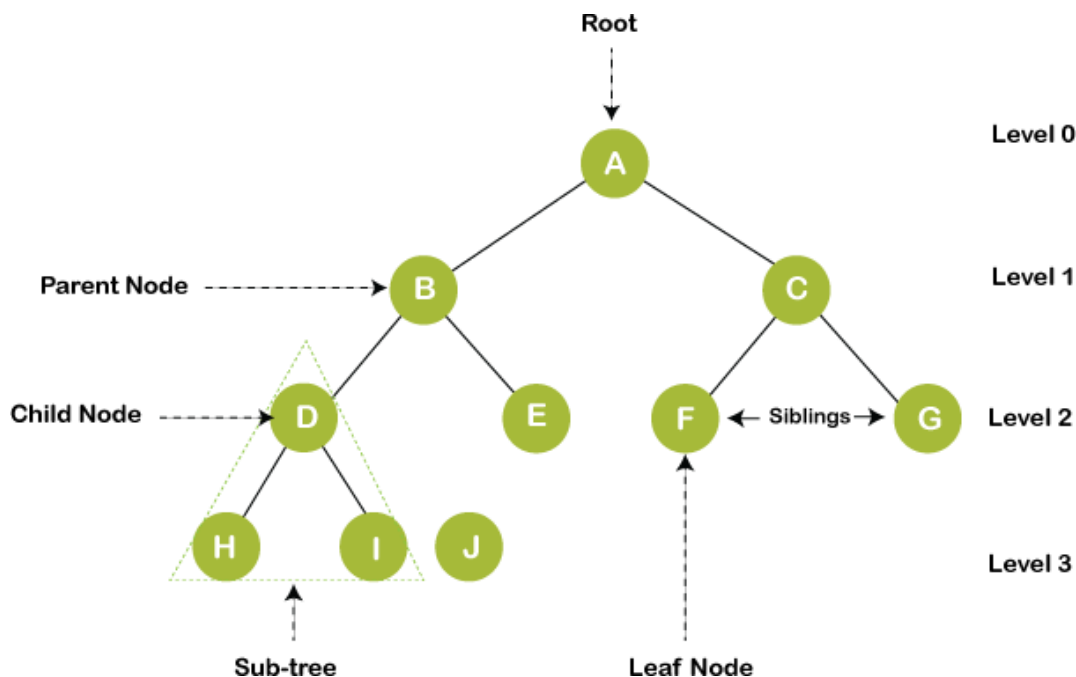 Root
Level 0
A
Level 1
Parent Node
B
C
Child Node
D
E
F
Siblings
G
Level 2
H
I
J
Level 3
Sub-tree
Leaf Node